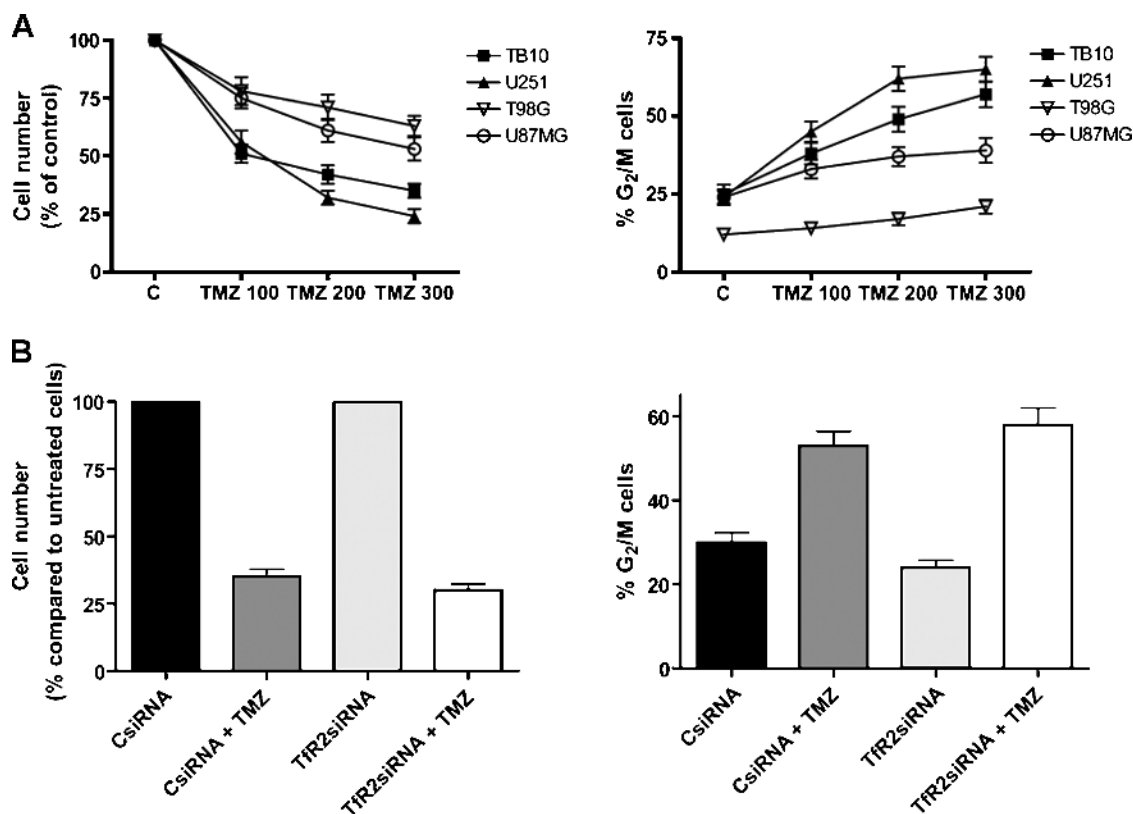 A
Cell number
(% of control)
100
75
50
25
0
C
TMZ 100
TMZ 200
TMZ 300
TB10
U251
T98G
U87MG
% G₂/M cells
75
50
25
0
C
TMZ 100
TMZ 200
TMZ 300
TB10
U251
T98G
U87MG
B
Cell number
(% compared to untreated cells)
100
75
50
25
0
CsiRNA
CsiRNA + TMZ
TfR2siRNA
TfR2siRNA + TMZ
% G₂/M cells
60
40
20
0
CsiRNA
CsiRNA + TMZ
TfR2siRNA
TfR2siRNA + TMZ